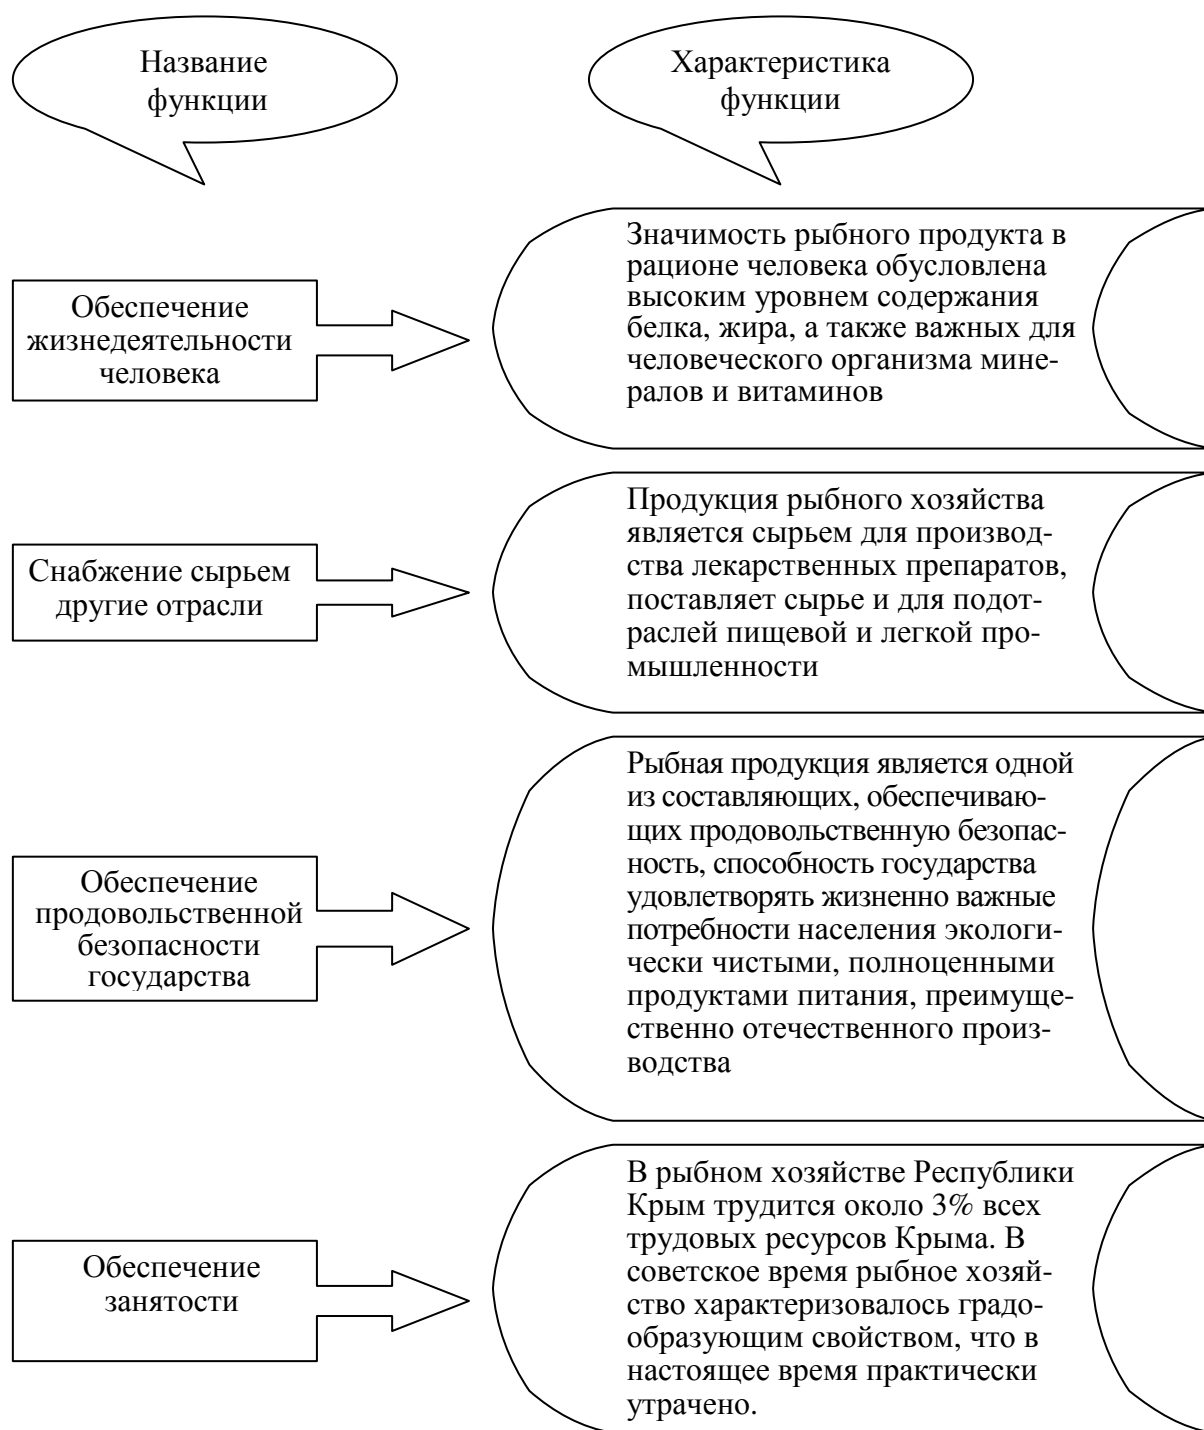 Название
функции
Характеристика
функции
Обеспечение
жизнедеятельности
человека
Значимость рыбного продукта в
рационе человека обусловлена
высоким уровнем содержания
белка, жира, а также важных для
человеческого организма мине-
ралов и витаминов
Снабжение сырьем
другие отрасли
Продукция рыбного хозяйства
является сырьем для производ-
ства лекарственных препаратов,
поставляет сырье и для подот-
раслей пищевой и легкой про-
мышленности
Обеспечение
продовольственной
безопасности
государства
Рыбная продукция является одной
из составляющих, обеспечиваю-
щих продовольственную безопас-
ность, способность государства
удовлетворять жизненно важные
потребности населения экологи-
чески чистыми, полноценными
продуктами питания, преимуще-
ственно отечественного произ-
водства
Обеспечение
занятости
В рыбном хозяйстве Республики
Крым трудится около 3% всех
трудовых ресурсов Крыма. В
советское время рыбное хозяй-
ство характеризовалось градо-
образующим свойством, что в
настоящее время практически
утрачено.